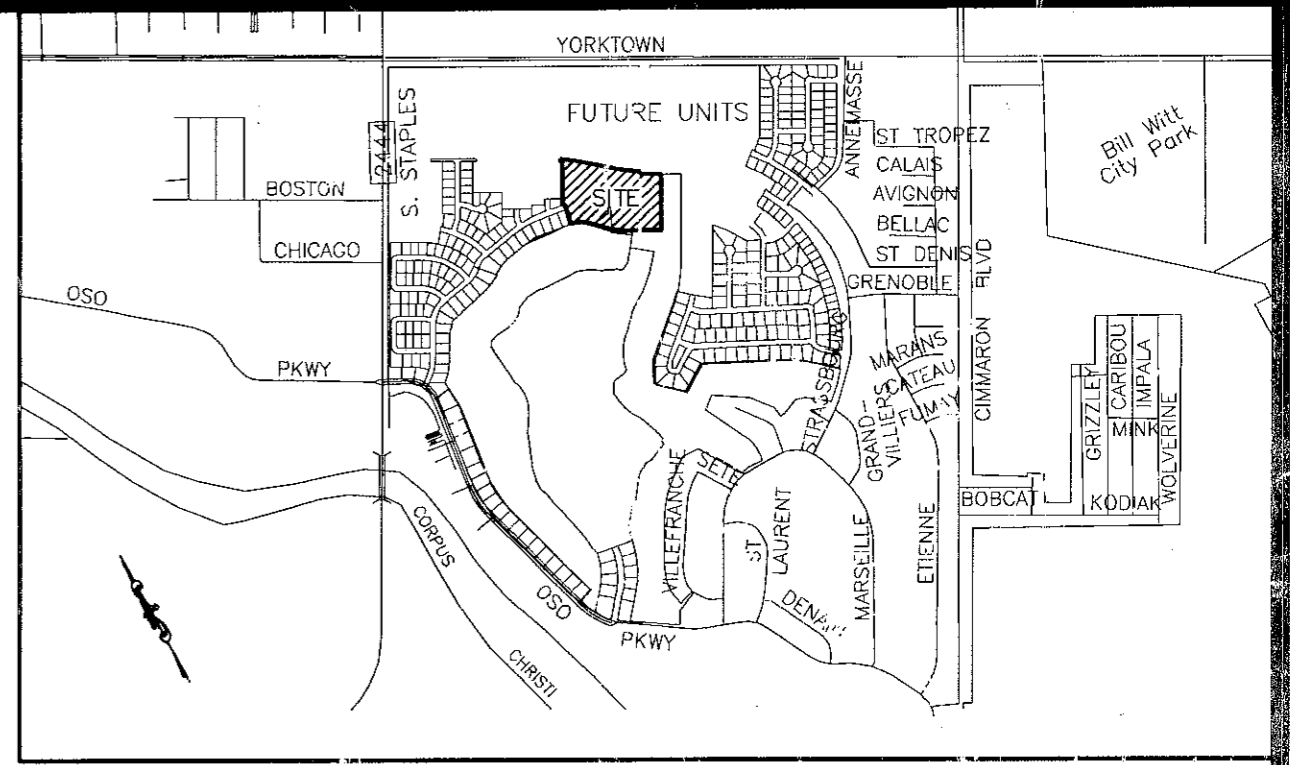 YORKTOWN
FUTURE UNITS
ANNEMASSE
ST TROPEZ
CALAIS
AVIGNON
BELLAC
ST DENIS
GRENOBLE
Bill Witt
City Park
2444
S. STAPLES
BOSTON
CHICAGO
SITE
OSO
PKWY
STRASSBOURG
MARANS
CATEAU
FUMAY
GRAND-
VILLIERS
CIMMARON BLVD
GRIZZLEY
CARIBOU
IMPALA
MINK
WOLVERINE
BOBCAT
KODIAK
SETE
VILLEFRANCHE
ST
LAURENT
MARSEILLE
ETIENNE
CORPUS
CHRISTI
OSO
PKWY